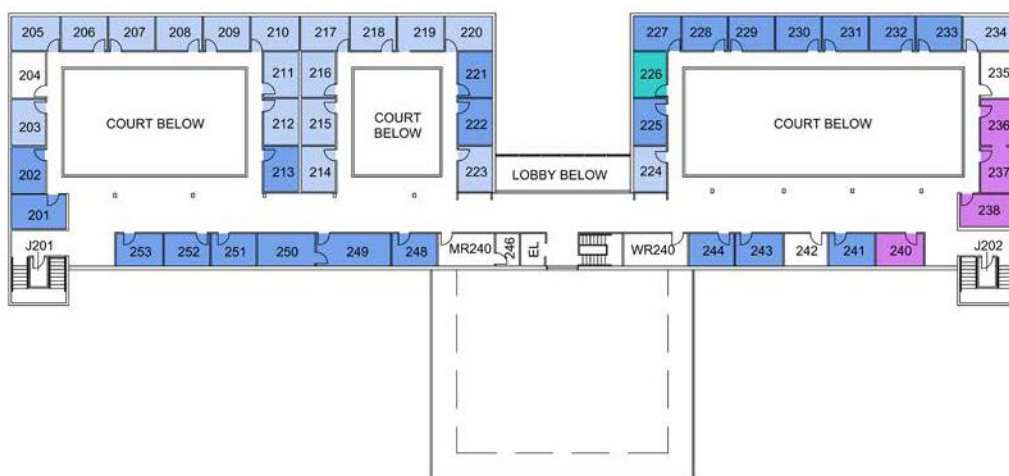 205 206 207 208 209 210 217 218 219 220 227 228 229 230 231 232 233 234
204 211 216 221 226 235
203 COURT BELOW 212 215 COURT BELOW 222 225 COURT BELOW 236
202 213 214 223 LOBBY BELOW 224 237
201 238
J201 253 252 251 250 249 248 MR240 246 EL WR240 244 243 242 241 240 J202